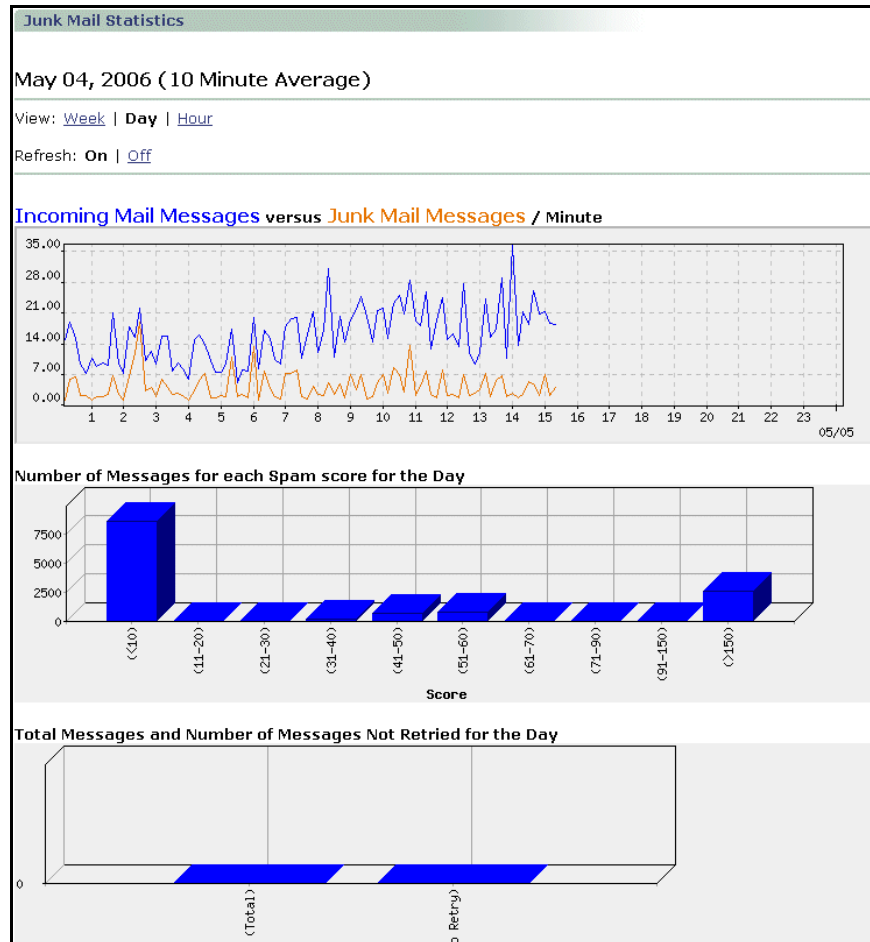 Junk Mail Statistics
May 04, 2006 (10 Minute Average)
View: Week | Day | Hour
Refresh: On | Off
Incoming Mail Messages versus Junk Mail Messages / Minute
35.00
28.00
21.00
14.00
7.00
0.00
1 2 3 4 5 6 7 8 9 10 11 12 13 14 15 16 17 18 19 20 21 22 23
05/05
Number of Messages for each Spam score for the Day
7500
5000
2500
0
(<10) (11-20) (21-30) (31-40) (41-50) (51-60) (61-70) (71-90) (91-150) (>150)
Score
Total Messages and Number of Messages Not Retried for the Day
0
(Total) o Retry)